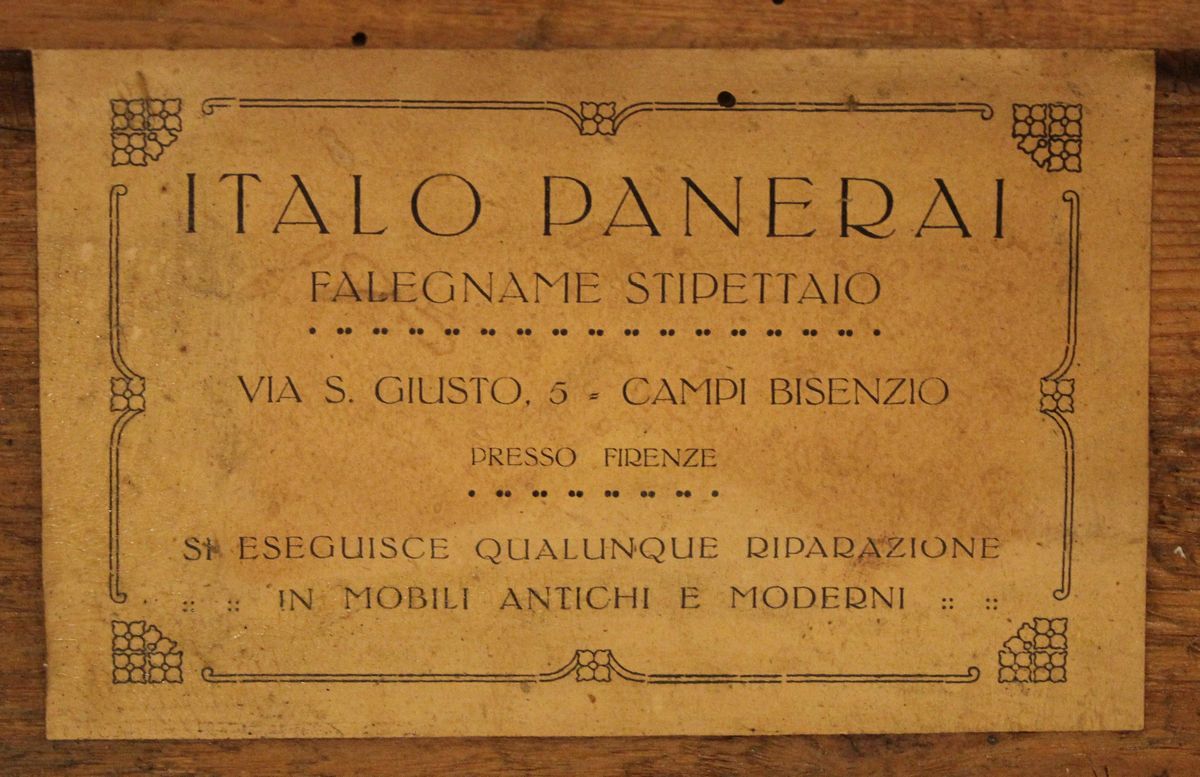 ITALO PANERAI
FALEGNAME STIPETTAIO
VIA S. GIUSTO, 5 - CAMPI BISENZIO
PRESSO FIRENZE
SI ESEGUISCE QUALUNQUE RIPARAZIONE
IN MOBILI ANTICHI E MODERNI